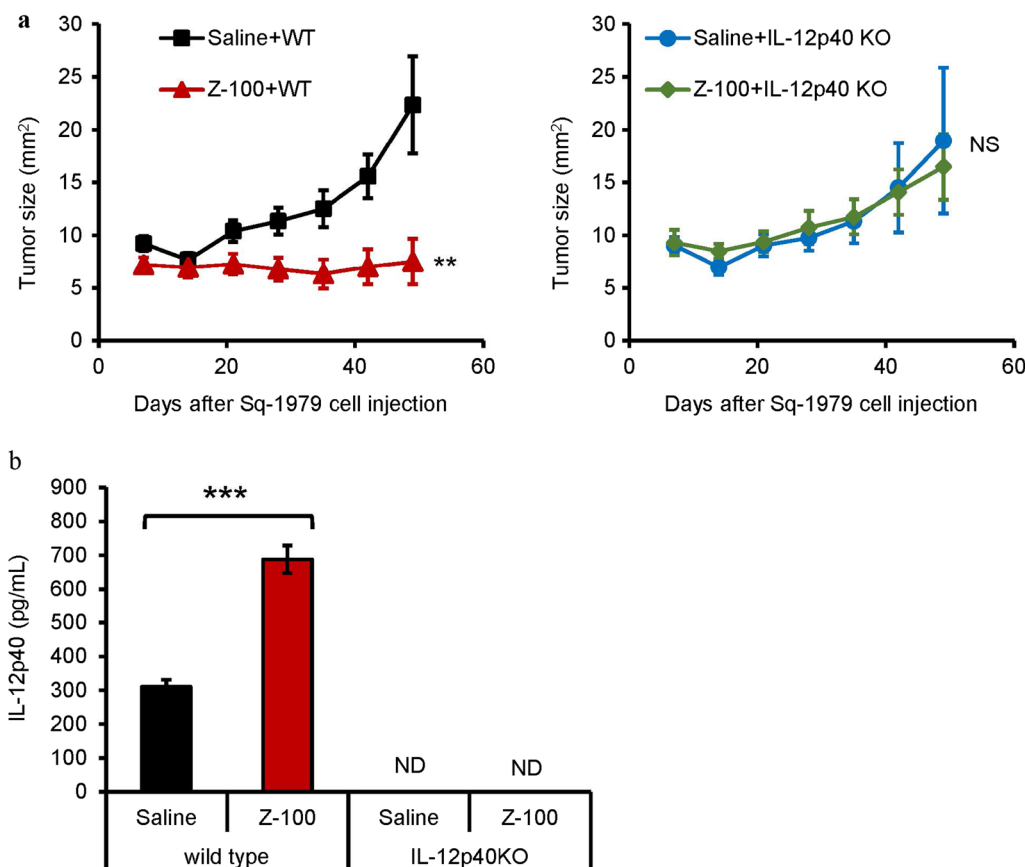 a
Saline+WT
Z-100+WT
Tumor size (mm²)
30
25
20
15
10
5
0
**
0 20 40 60
Days after Sq-1979 cell injection
Saline+IL-12p40 KO
Z-100+IL-12p40 KO
Tumor size (mm²)
30
25
20
15
10
5
0
NS
0 20 40 60
Days after Sq-1979 cell injection
b
IL-12p40 (pg/mL)
900
800
700
600
500
400
300
200
100
0
***
ND ND
Saline Z-100 Saline Z-100
wild type IL-12p40KO